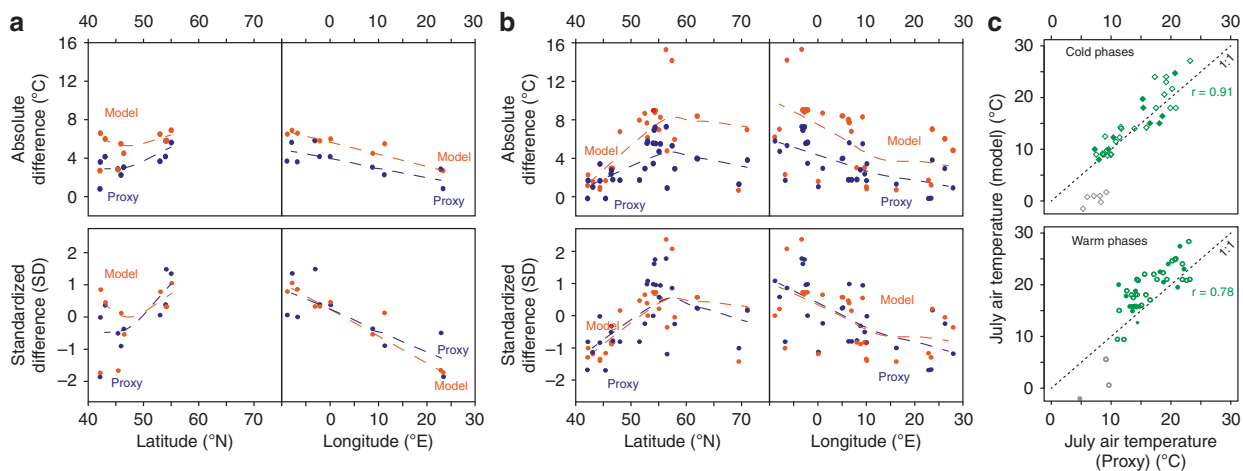 a
40 50 60 70 0 10 20 30
16
12
8
4
0
Absolute
difference (°C)
Model
Proxy
Model
Proxy
2
1
0
−1
−2
Standardized
difference (SD)
Model
Proxy
Proxy
Model
40 50 60 70 0 10 20 30
Latitude (°N)
Longitude (°E)
b
40 50 60 70 0 10 20 30
16
12
8
4
0
Absolute
difference (°C)
Model
Proxy
Model
Proxy
2
1
0
−1
−2
Standardized
difference (SD)
Model
Proxy
Model
Proxy
40 50 60 70 0 10 20 30
Latitude (°N)
Longitude (°E)
c
0 10 20 30
30
20
10
0
Cold phases
1:1
r = 0.91
30
20
10
0
Warm phases
1:1
r = 0.78
July air temperature (model) (°C)
0 10 20 30
July air temperature
(Proxy) (°C)